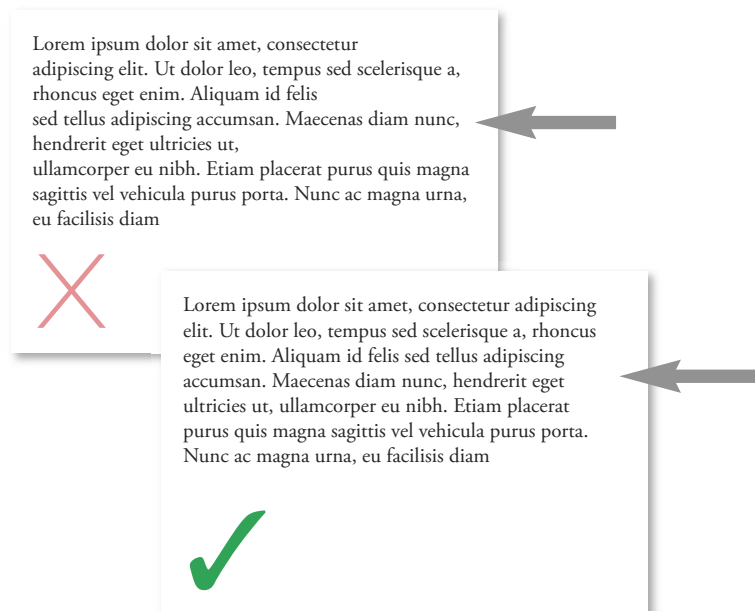 Lorem ipsum dolor sit amet, consectetur
adipiscing elit. Ut dolor leo, tempus sed scelerisque a,
rhoncus eget enim. Aliquam id felis
sed tellus adipiscing accumsan. Maecenas diam nunc,
hendrerit eget ultricies ut,
ullamcorper eu nibh. Etiam placerat purus quis magna
sagittis vel vehicula purus porta. Nunc ac magna urna,
eu facilisis diam
Lorem ipsum dolor sit amet, consectetur adipiscing
elit. Ut dolor leo, tempus sed scelerisque a, rhoncus
eget enim. Aliquam id felis sed tellus adipiscing
accumsan. Maecenas diam nunc, hendrerit eget
ultricies ut, ullamcorper eu nibh. Etiam placerat
purus quis magna sagittis vel vehicula purus porta.
Nunc ac magna urna, eu facilisis diam